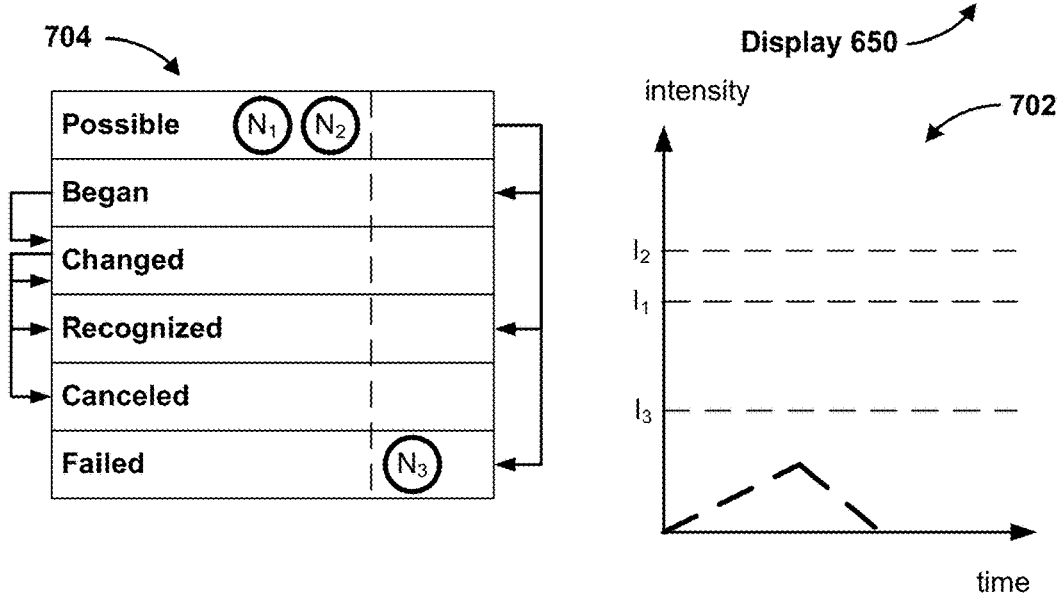 704
Possible N₁ N₂
Began
Changed
Recognized
Canceled
Failed N₃
Display 650
intensity
702
I₂
I₁
I₃
time